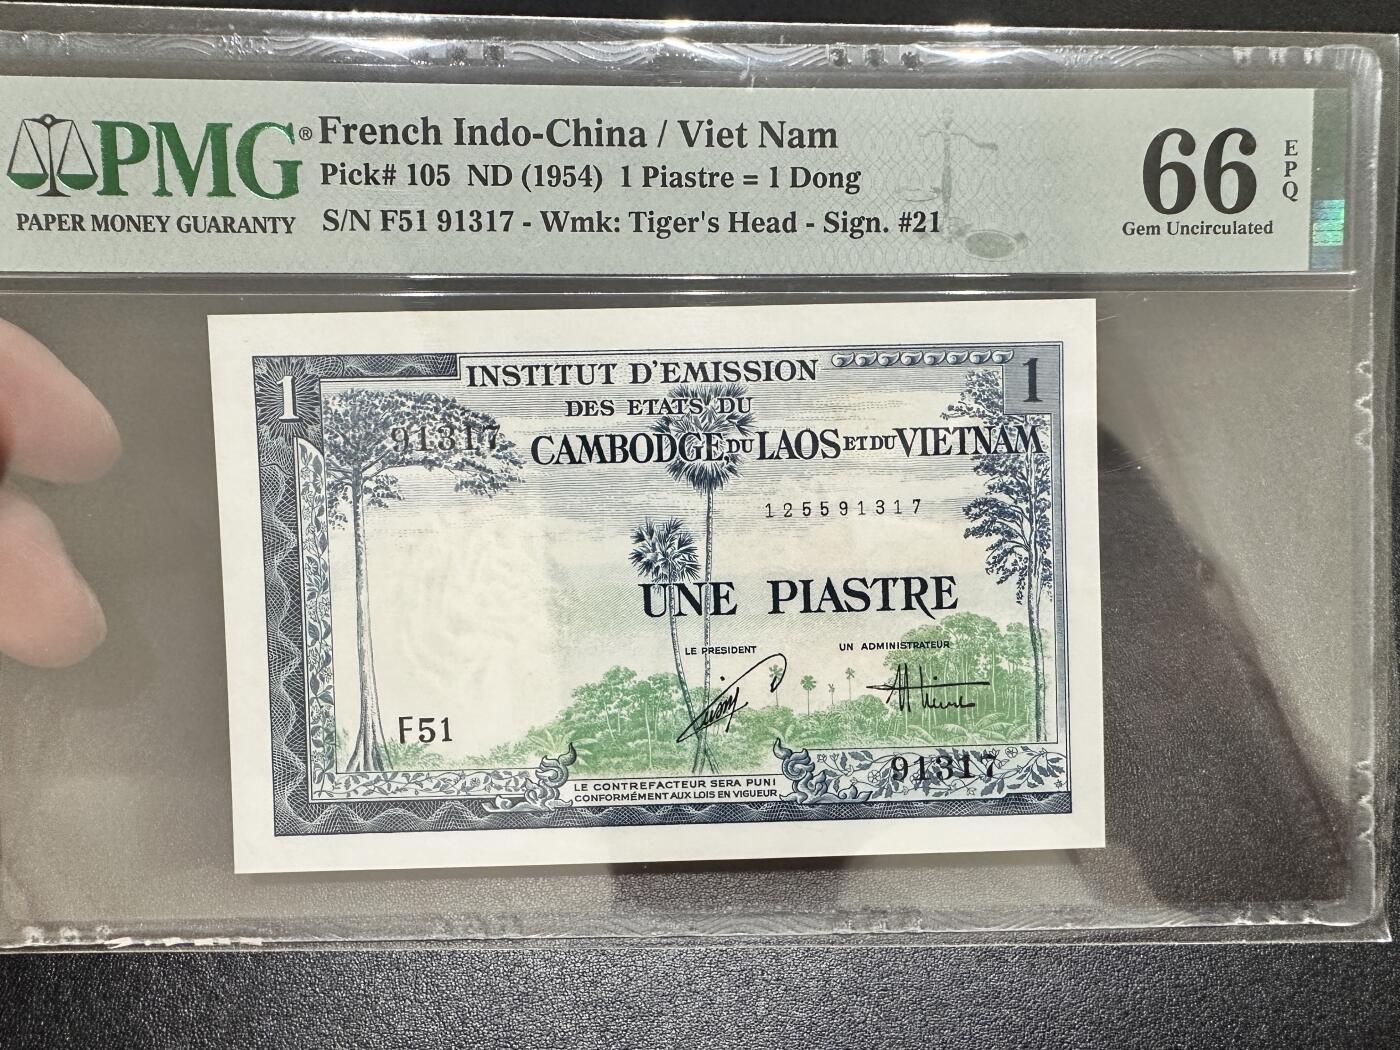 PMG®
PAPER MONEY GUARANTY
French Indo-China / Viet Nam
Pick# 105 ND (1954) 1 Piastre = 1 Dong
S/N F51 91317 - Wmk: Tiger's Head - Sign. #21
66
EPQ
Gem Uncirculated
1
INSTITUT D'EMISSION
1
DES ETATS DU
91317
CAMBODGE, DU LAOS ET DU VIETNAM
125591317
UNE PIASTRE
LE PRESIDENT
UN ADMINISTRATEUR
F51
91317
LE CONTREFACTEUR SERA PUNI
CONFORMÉMENT AUX LOIS EN VIGUEUR